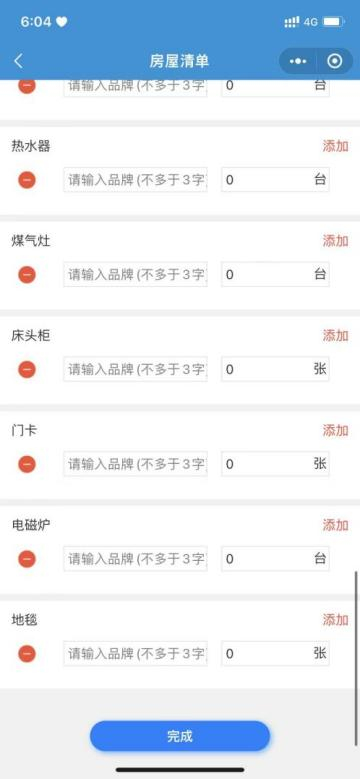 6:04
4G
房屋清单
请输入品牌(不多于3字 0 台
热水器 添加
请输入品牌(不多于3字 0 台
煤气灶 添加
请输入品牌(不多于3字 0 台
床头柜 添加
请输入品牌(不多于3字 0 张
门卡 添加
请输入品牌(不多于3字 0 张
电磁炉 添加
请输入品牌(不多于3字 0 台
地毯 添加
请输入品牌(不多于3字 0 张
完成